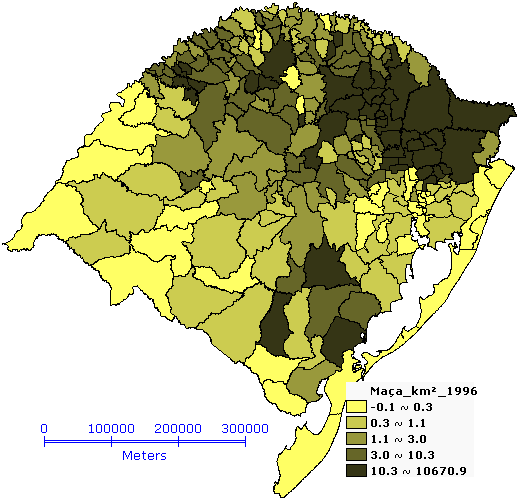 Maça_km²_1996
-0.1 ~ 0.3
0.3 ~ 1.1
1.1 ~ 3.0
3.0 ~ 10.3
10.3 ~ 10670.9
0 100000 200000 300000
Meters